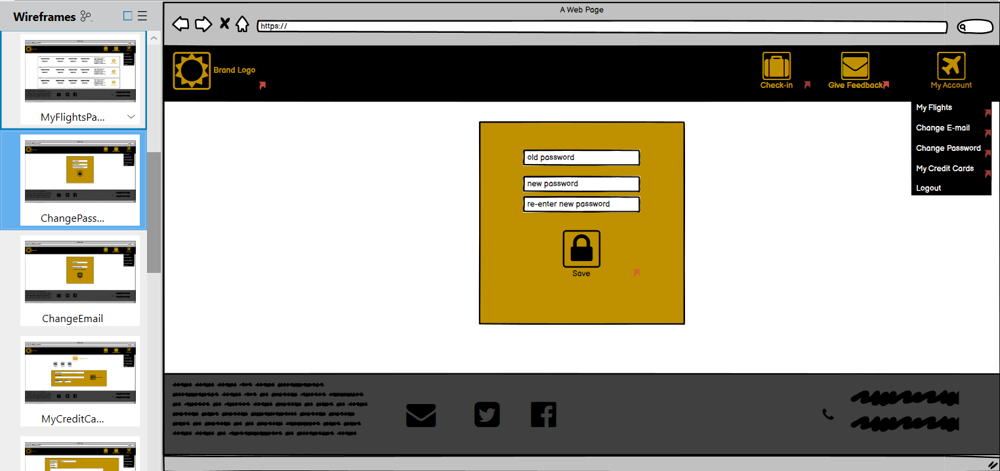 Wireframes
MyFlightsPa...
ChangePass...
ChangeEmail
MyCreditCa...
A Web Page
https://
Brand Logo
Check-in
Give Feedback
My Account
My Flights
Change E-mail
Change Password
My Credit Cards
Logout
old password
new password
re-enter new password
Save